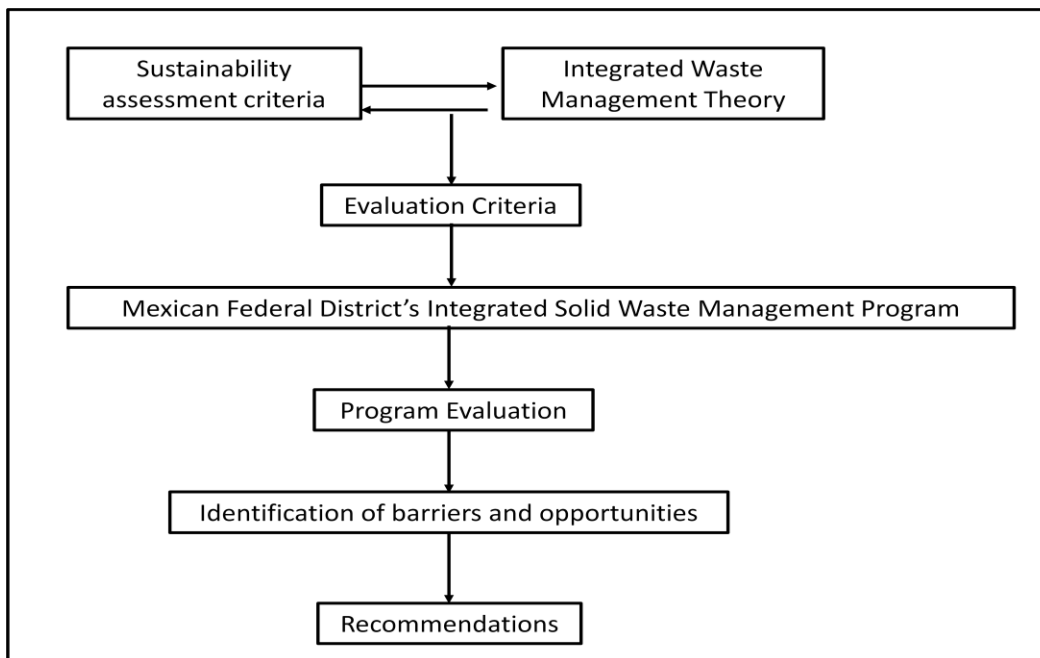 Sustainability
assessment criteria
Integrated Waste
Management Theory
Evaluation Criteria
Mexican Federal District’s Integrated Solid Waste Management Program
Program Evaluation
Identification of barriers and opportunities
Recommendations